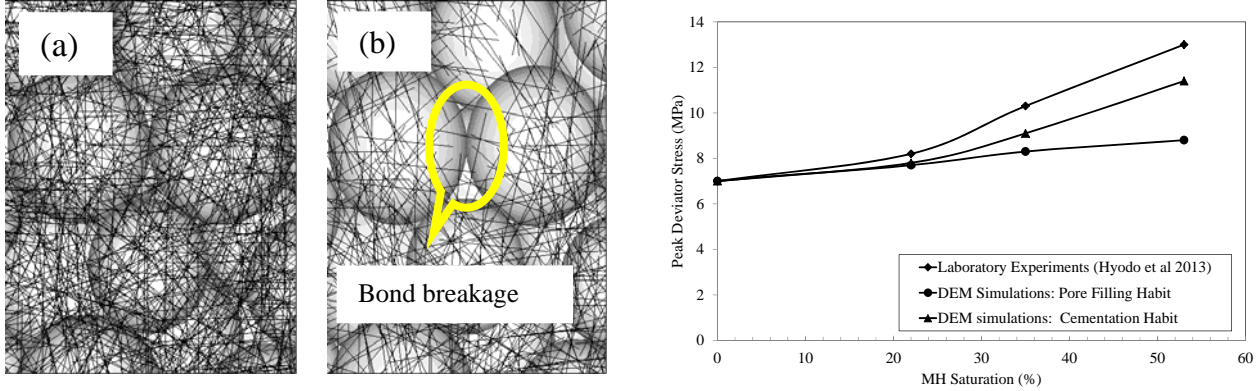 (a)
(b)
Bond breakage
Peak Deviator Stress (MPa)
14
12
10
8
6
4
2
0
Laboratory Experiments (Hyodo et al 2013)
DEM Simulations: Pore Filling Habit
DEM simulations: Cementation Habit
0
10
20
30
40
50
60
MH Saturation (%)